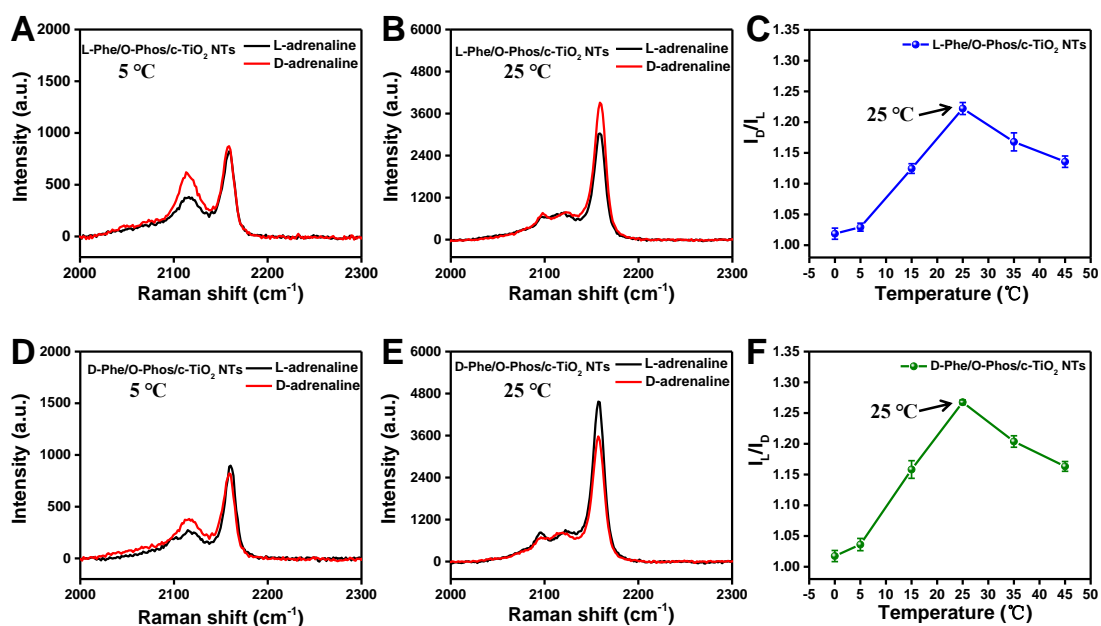 A
L-Phe/O-Phos/c-TiO₂ NTs
L-adrenaline
D-adrenaline
5 °C
2000
1500
1000
500
0
Intensity (a.u.)
2000 2100 2200 2300
Raman shift (cm⁻¹)
B
L-Phe/O-Phos/c-TiO₂ NTs
L-adrenaline
D-adrenaline
25 °C
6000
4800
3600
2400
1200
0
Intensity (a.u.)
2000 2100 2200 2300
Raman shift (cm⁻¹)
C
L-Phe/O-Phos/c-TiO₂ NTs
25 °C
1.35
1.30
1.25
1.20
1.15
1.10
1.05
1.00
I_D/I_L
-5 0 5 10 15 20 25 30 35 40 45 50
Temperature (℃)
D
D-Phe/O-Phos/c-TiO₂ NTs
L-adrenaline
D-adrenaline
5 °C
2000
1500
1000
500
0
Intensity (a.u.)
2000 2100 2200 2300
Raman shift (cm⁻¹)
E
D-Phe/O-Phos/c-TiO₂ NTs
L-adrenaline
D-adrenaline
25 °C
6000
4800
3600
2400
1200
0
Intensity (a.u.)
2000 2100 2200 2300
Raman shift (cm⁻¹)
F
D-Phe/O-Phos/c-TiO₂ NTs
25 °C
1.35
1.30
1.25
1.20
1.15
1.10
1.05
1.00
I_L/I_D
-5 0 5 10 15 20 25 30 35 40 45 50
Temperature (℃)